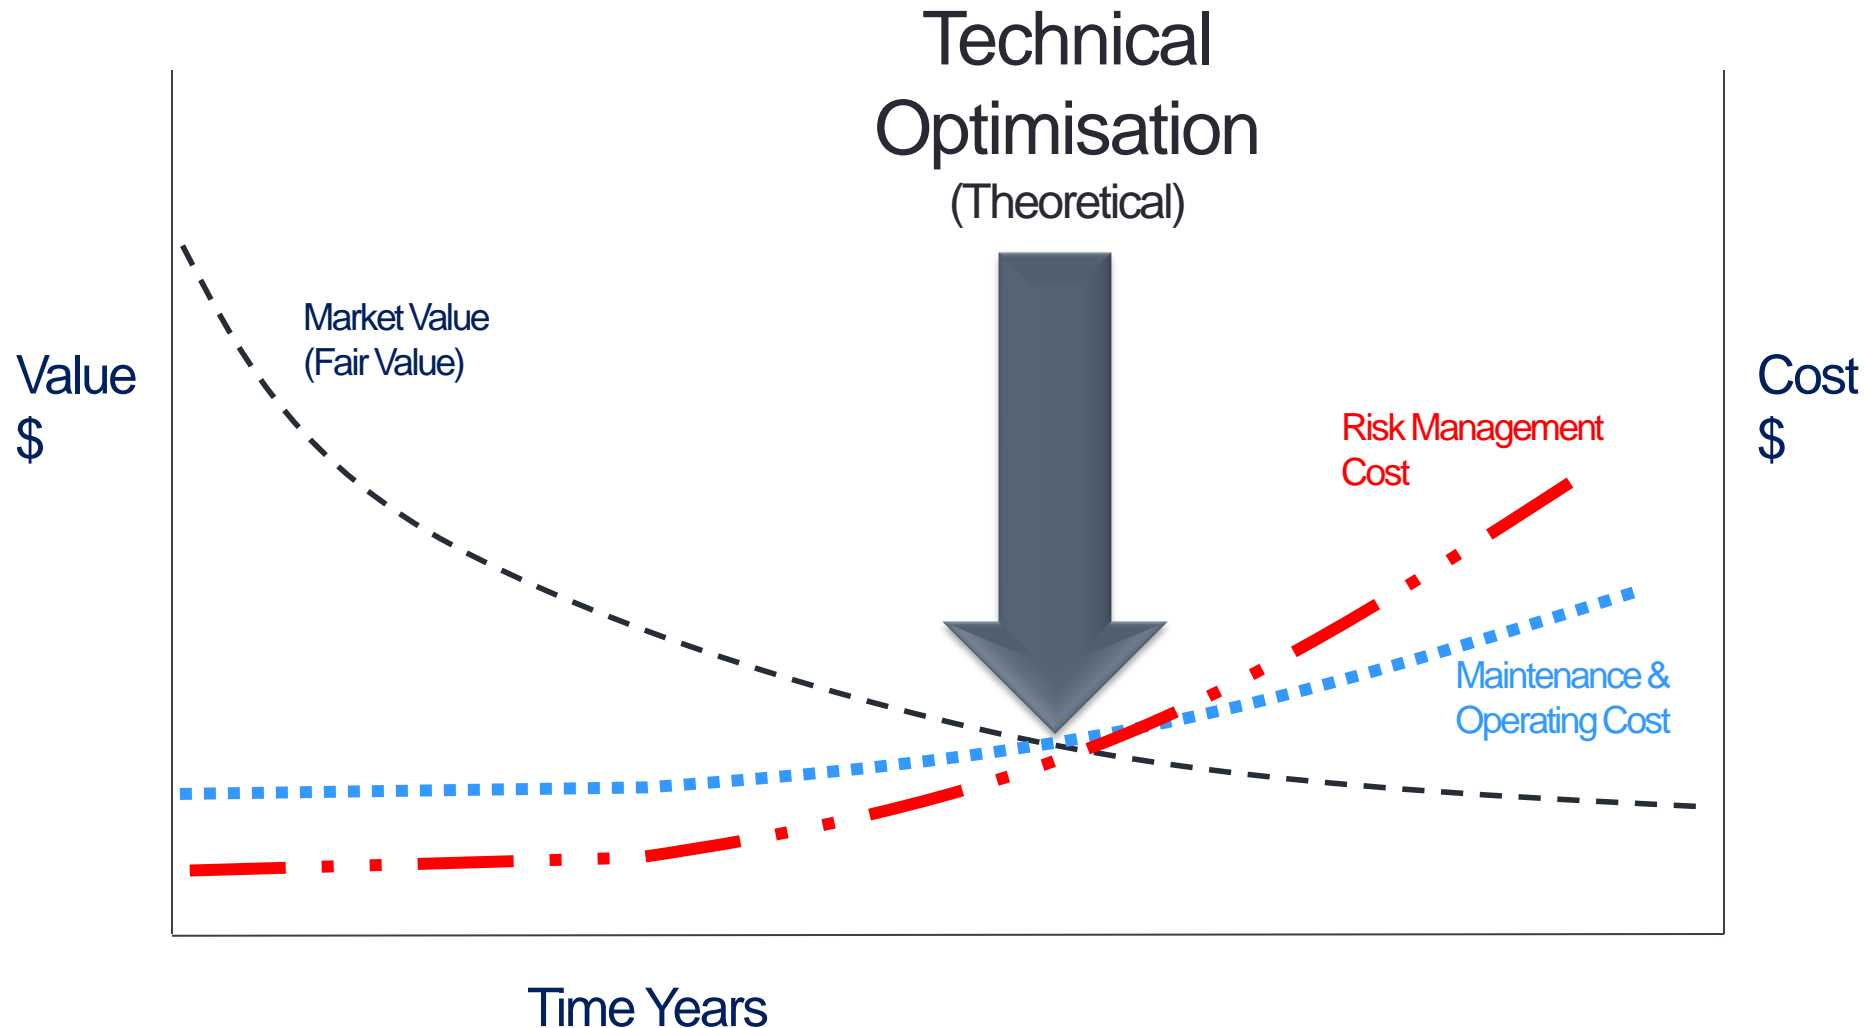 Technical
Optimisation
(Theoretical)
Market Value
(Fair Value)
Value
$
Cost
$
Risk Management
Cost
Maintenance &
Operating Cost
Time Years